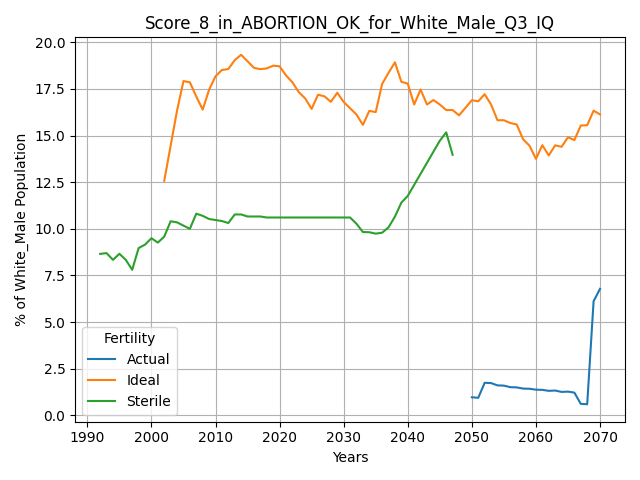 Score_8_in_ABORTION_OK_for_White_Male_Q3_IQ
% of White_Male Population
20.0
17.5
15.0
12.5
10.0
7.5
5.0
2.5
0.0
Fertility
Actual
Ideal
Sterile
1990 2000 2010 2020 2030 2040 2050 2060 2070
Years